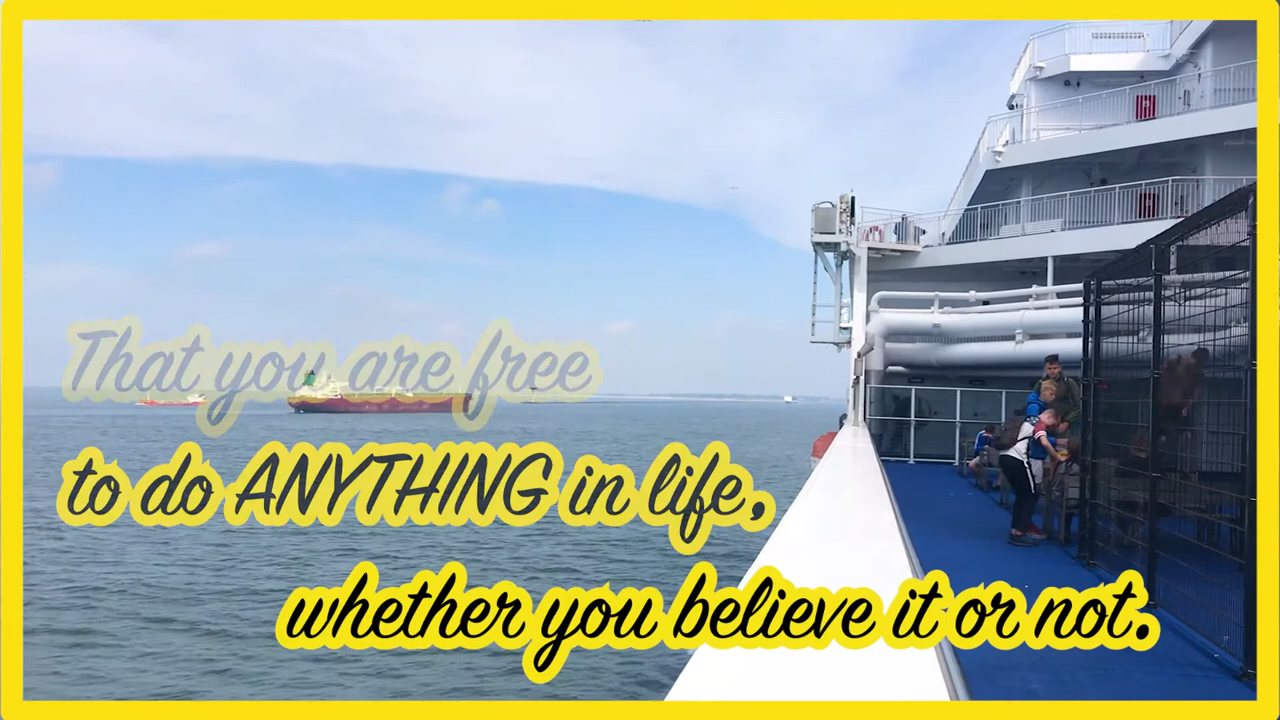 That you are free
to do ANYTHING in life,
whether you believe it or not.